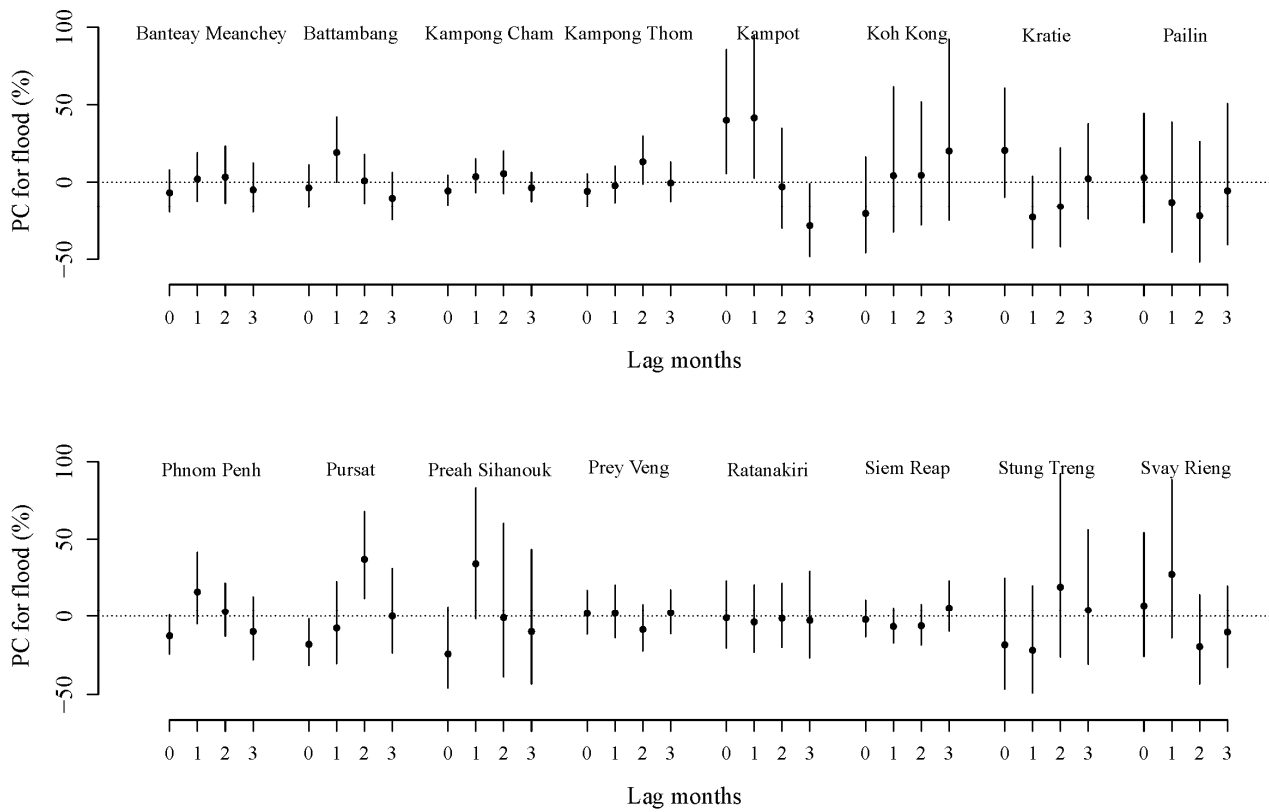 PC for flood (%)
100
50
0
−50
Banteay Meanchey Battambang Kampong Cham Kampong Thom Kampot Koh Kong Kratie Pailin
0 1 2 3 0 1 2 3 0 1 2 3 0 1 2 3 0 1 2 3 0 1 2 3 0 1 2 3 0 1 2 3
Lag months
PC for flood (%)
100
50
0
−50
Phnom Penh Pursat Preah Sihanouk Prey Veng Ratanakiri Siem Reap Stung Treng Svay Rieng
0 1 2 3 0 1 2 3 0 1 2 3 0 1 2 3 0 1 2 3 0 1 2 3 0 1 2 3 0 1 2 3
Lag months